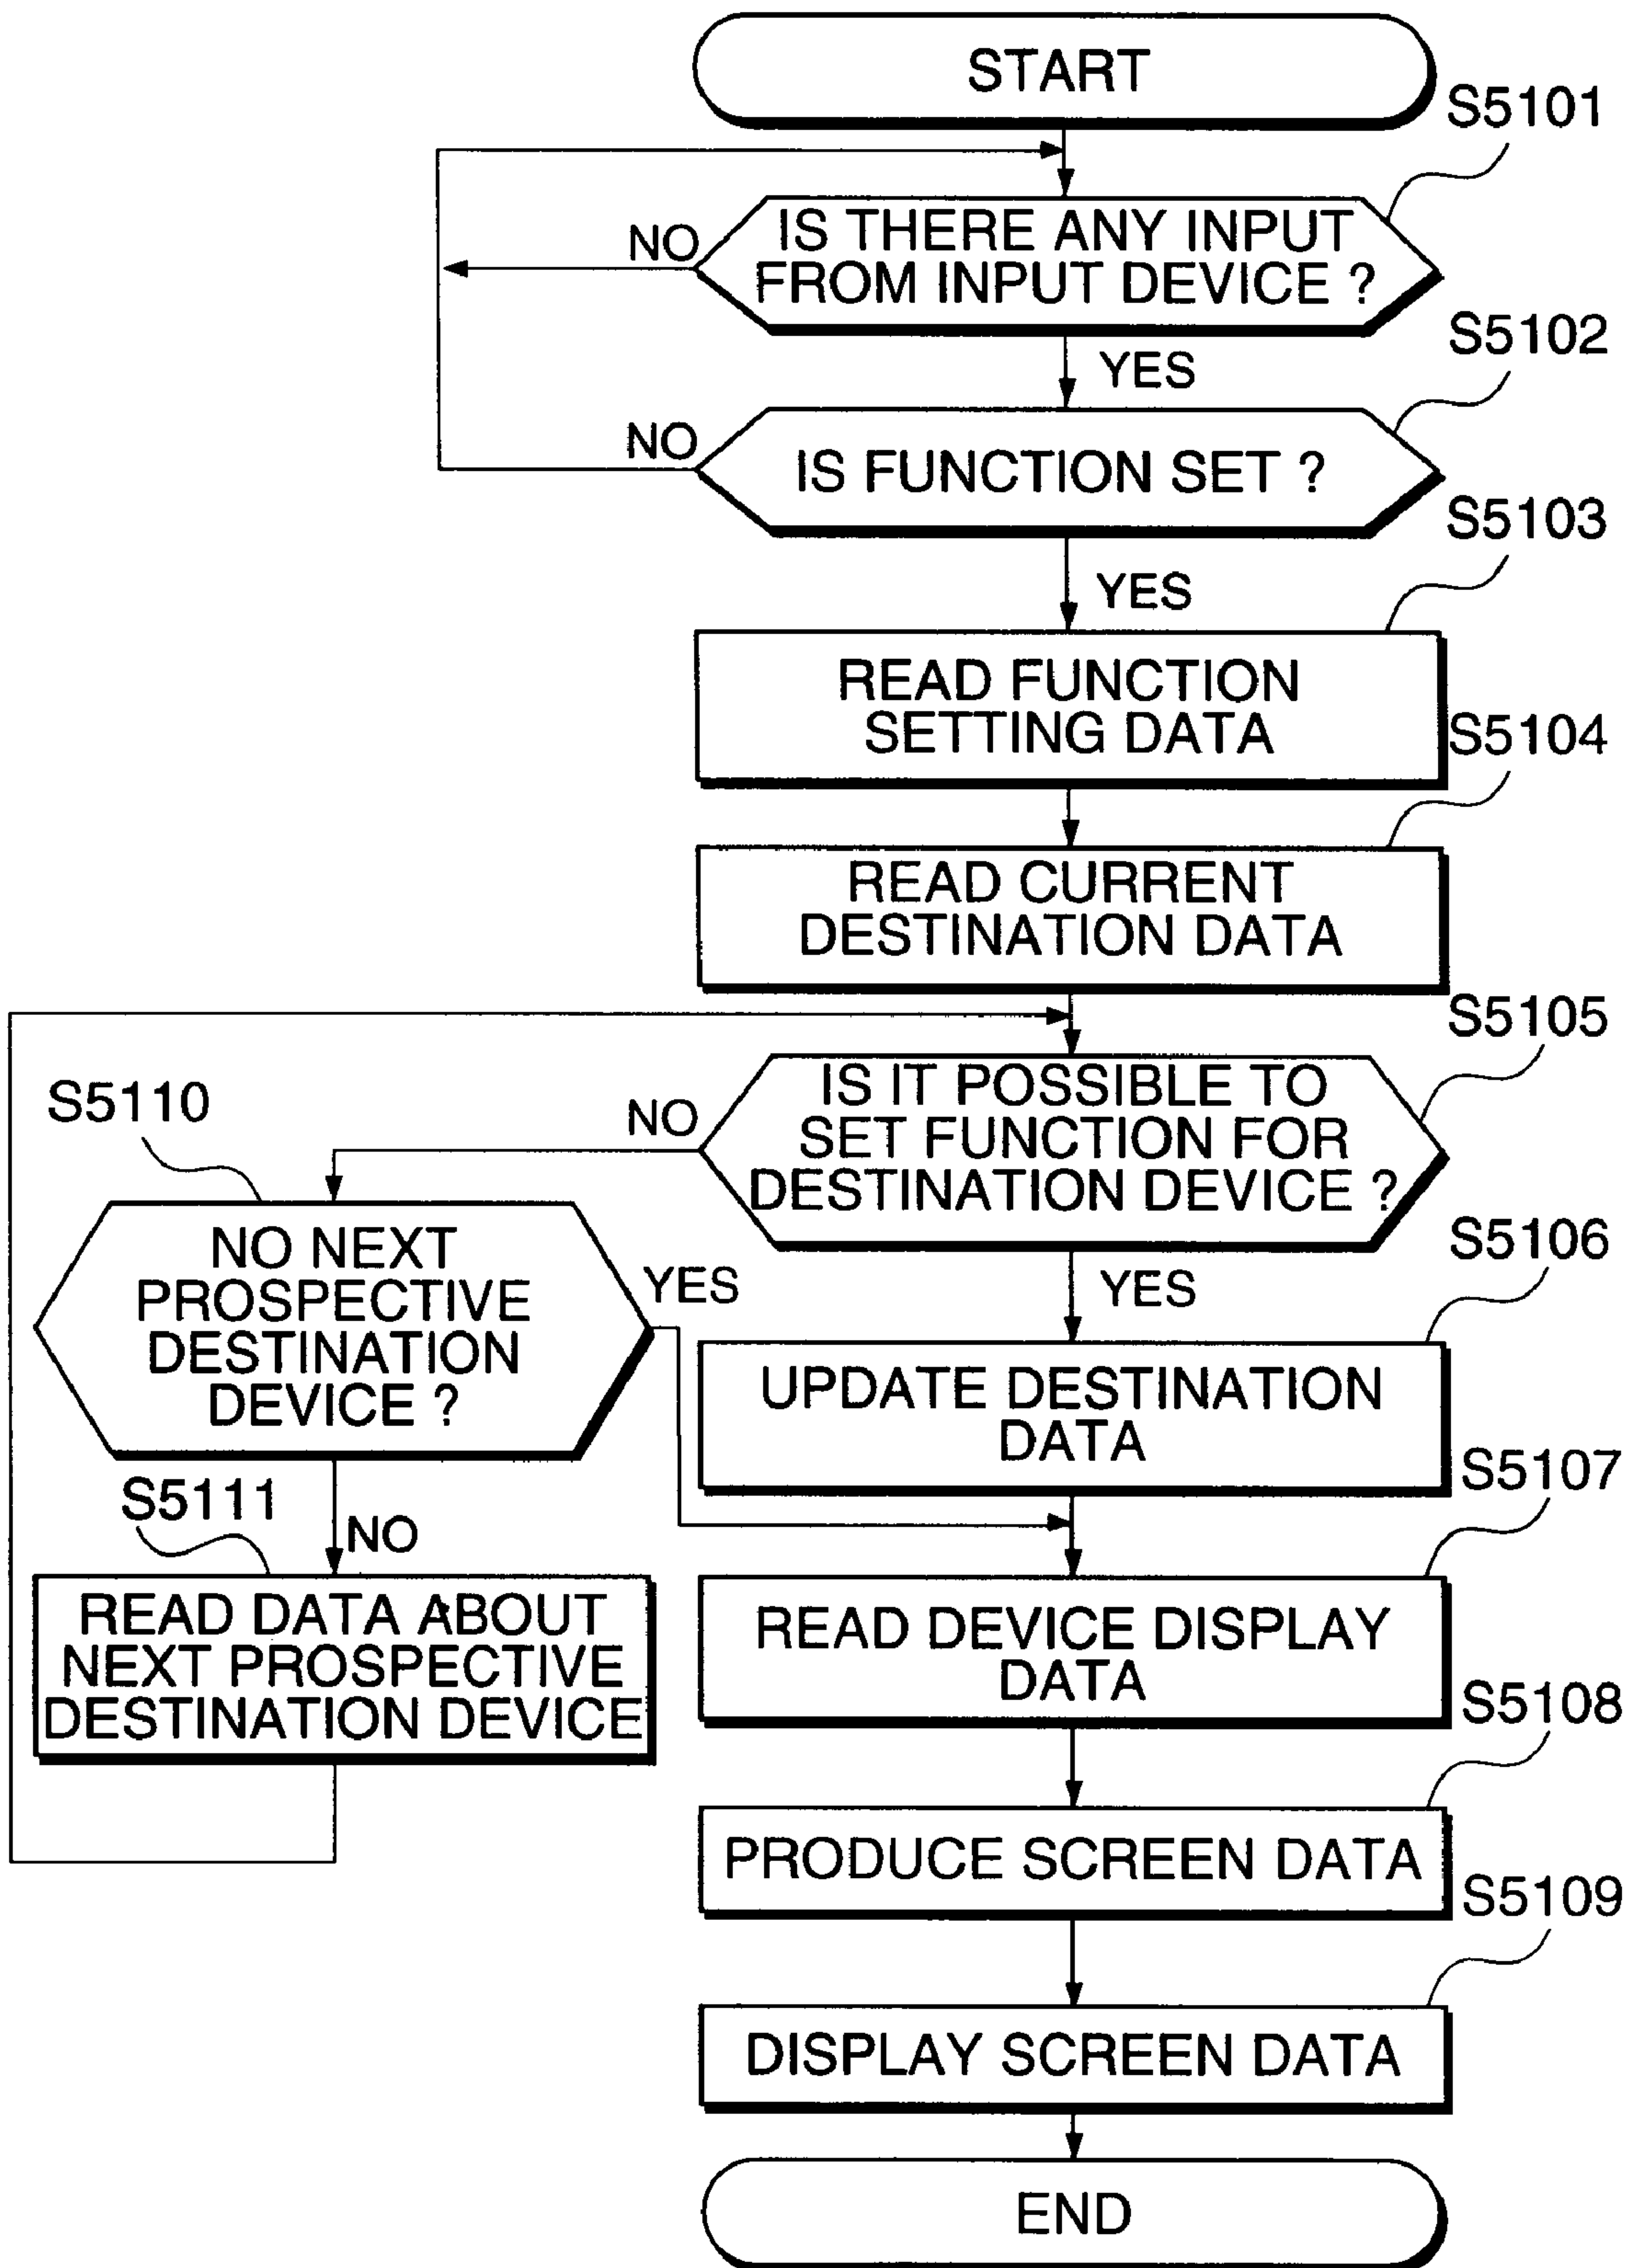 START
S5101
IS THERE ANY INPUT
FROM INPUT DEVICE ?
NO
YES
S5102
IS FUNCTION SET ?
NO
YES
S5103
READ FUNCTION
SETTING DATA
S5104
READ CURRENT
DESTINATION DATA
S5105
IS IT POSSIBLE TO
SET FUNCTION FOR
DESTINATION DEVICE ?
NO
YES
S5110
NO NEXT
PROSPECTIVE
DESTINATION
DEVICE ?
YES
NO
S5106
UPDATE DESTINATION
DATA
S5111
READ DATA ABOUT
NEXT PROSPECTIVE
DESTINATION DEVICE
S5107
READ DEVICE DISPLAY
DATA
S5108
PRODUCE SCREEN DATA
S5109
DISPLAY SCREEN DATA
END